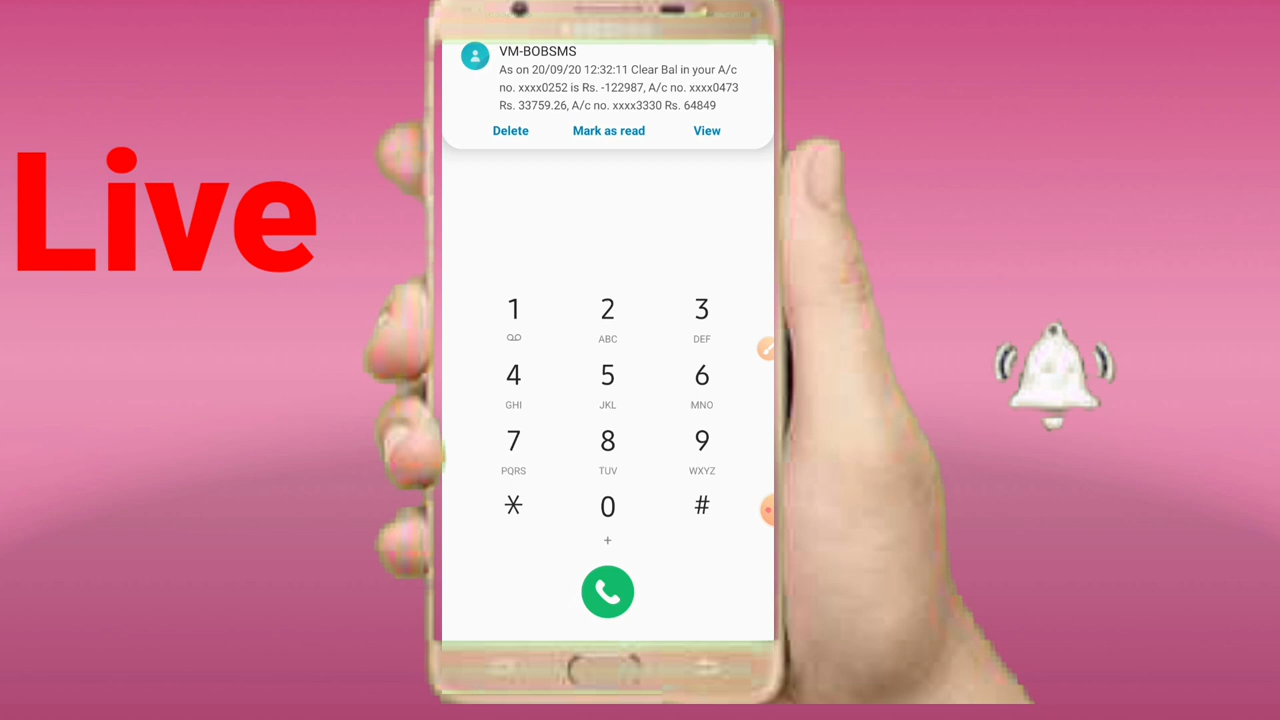 Live
VM-BOBSMS
As on 20/09/20 12:32:11 Clear Bal in your A/c
no. xxxx0252 is Rs. -122987, A/c no. xxxx0473
Rs. 33759.26, A/c no. xxxx3330 Rs. 64849
Delete Mark as read View
1 2 3
ABC DEF
4 5 6
GHI JKL MNO
7 8 9
PQRS TUV WXYZ
* 0 #
+